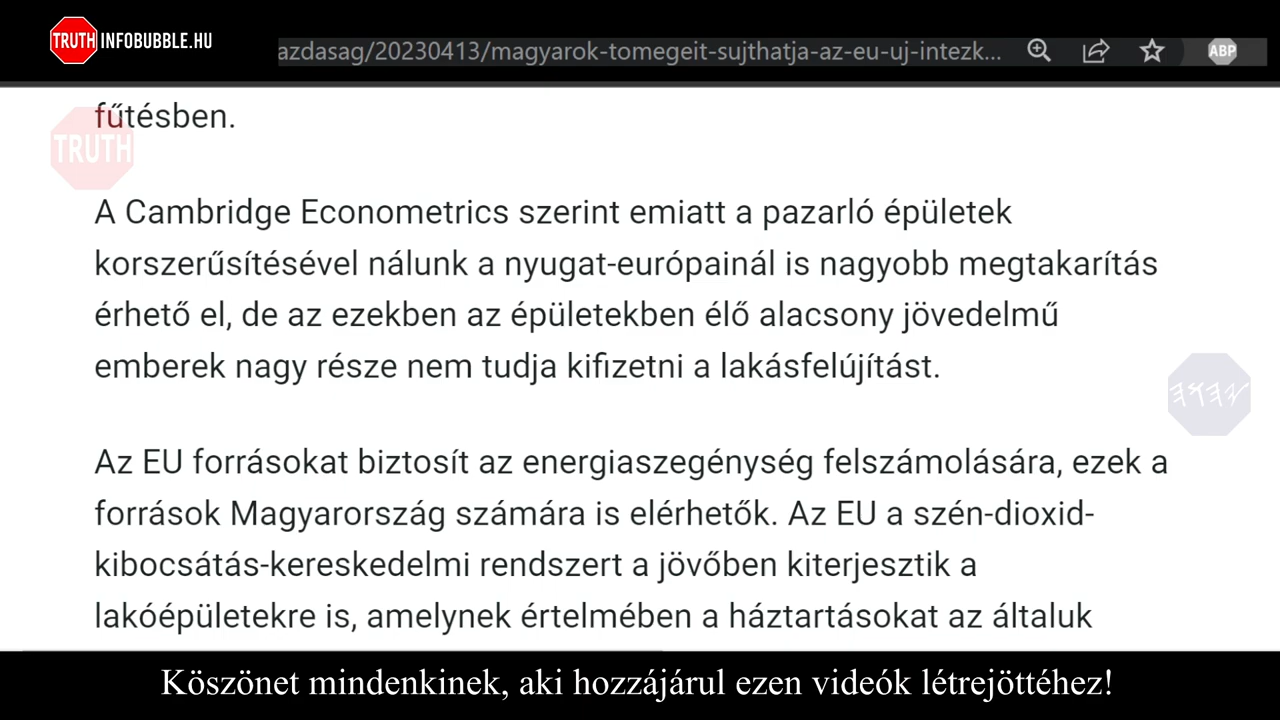 TRUTH INFOBUBBLE.HU
azdasag/20230413/magyarok-tomegeit-sujthatja-az-eu-uj-intezk...
ABP
fűtésben.
TRUTH
A Cambridge Econometrics szerint emiatt a pazarló épületek
korszerűsítésével nálunk a nyugat-európainál is nagyobb megtakarítás
érhető el, de az ezekben az épületekben élő alacsony jövedelmű
emberek nagy része nem tudja kifizetni a lakásfelújítást.
Az EU forrásokat biztosít az energiaszegénység felszámolására, ezek a
források Magyarország számára is elérhetők. Az EU a szén-dioxid-
kibocsátás-kereskedelmi rendszert a jövőben kiterjesztik a
lakóépületekre is, amelynek értelmében a háztartásokat az általuk
Köszönet mindenkinek, aki hozzájárul ezen videók létrejöttéhez!